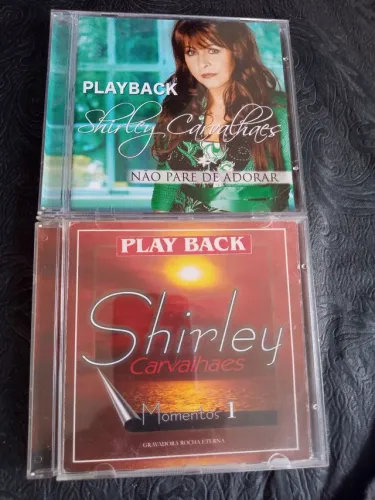 PLAYBACK
Shirley Carvalhaes
NÃO PARE DE ADORAR
PLAY BACK
Shirley
Carvalhaes
Momentos 1
GRAVADORA ROCHA ETERNA